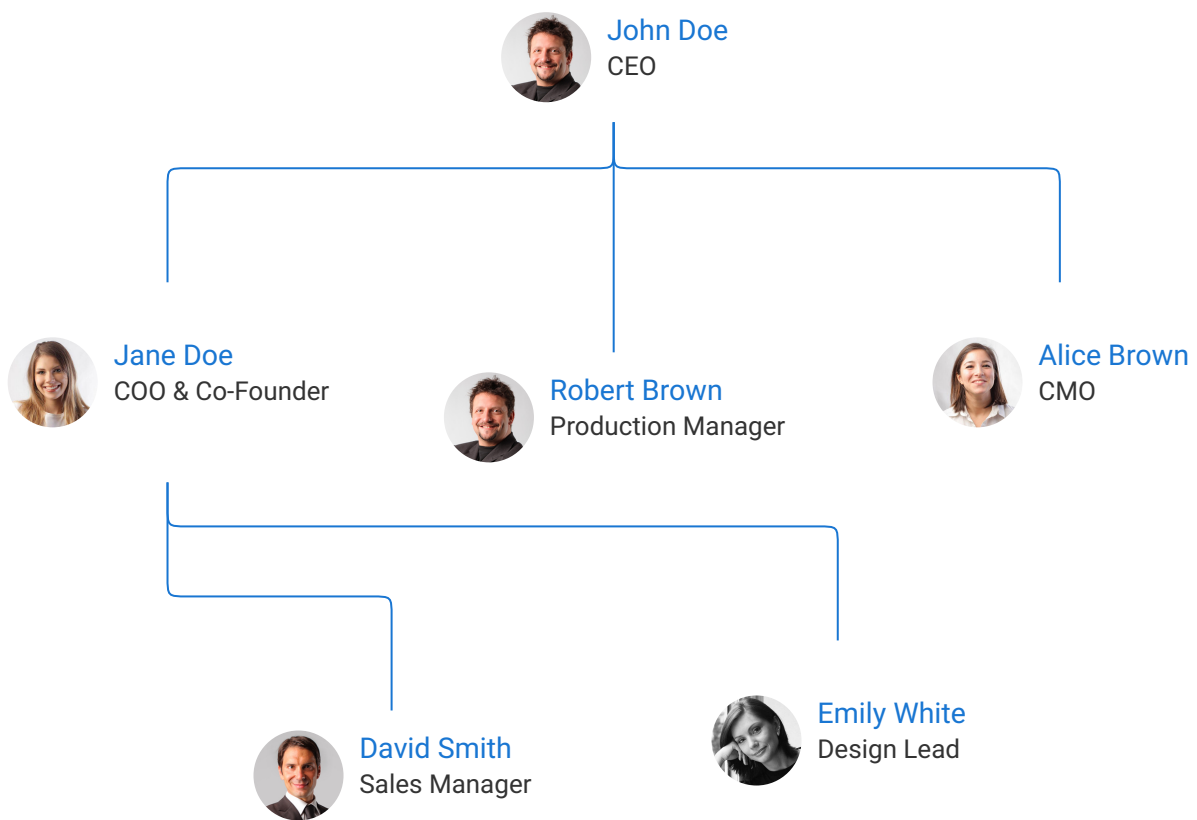 John Doe
CEO
Jane Doe
COO & Co-Founder
Robert Brown
Production Manager
Alice Brown
CMO
David Smith
Sales Manager
Emily White
Design Lead